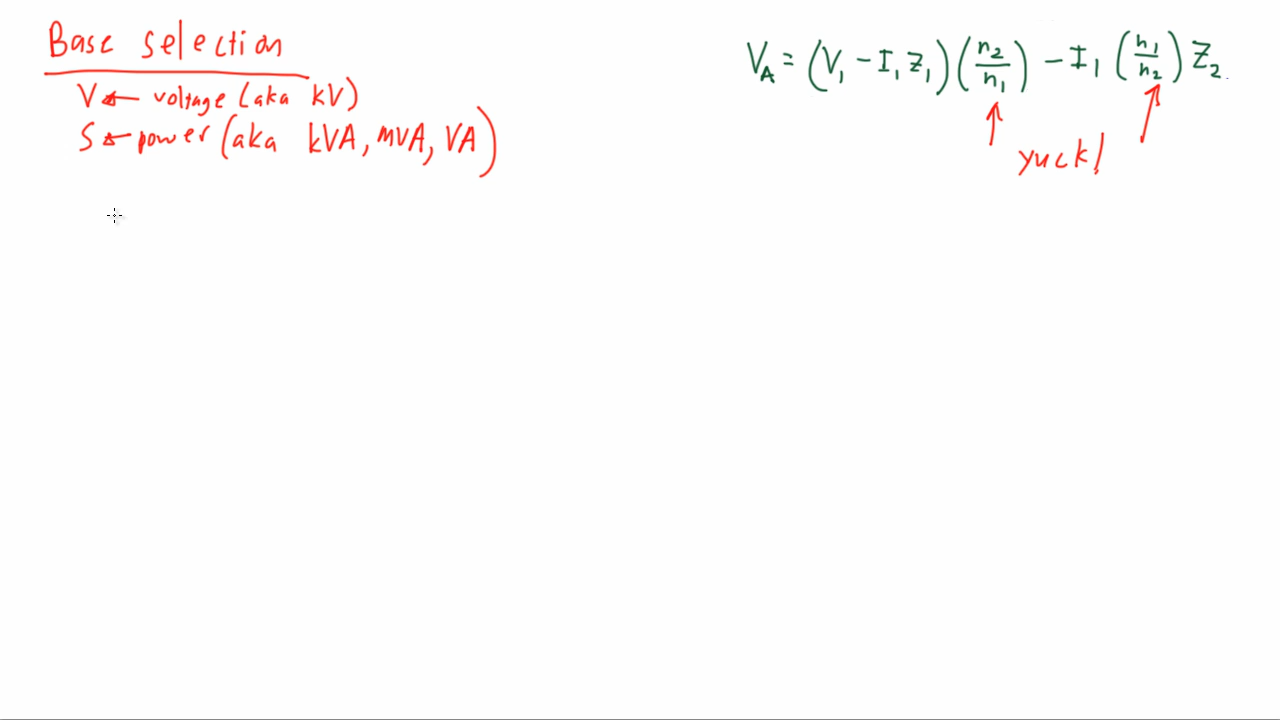 Base selection
V ← voltage (aka kV)
S ← power (aka kVA, MVA, VA)
V_A = (V_1 - I_1 Z_1) (n_2/n_1) - I_1 (n_1/n_2) Z_2
yuck!